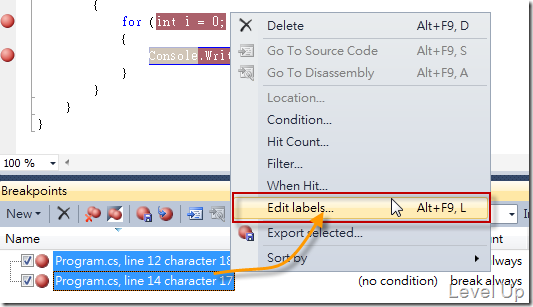 {
for (int i = 0;
{
Console.Writ
}
}
}
}
100 %
Delete Alt+F9, D
Go To Source Code Alt+F9, S
Go To Disassembly Alt+F9, A
Location...
Condition...
Hit Count...
Filter...
When Hit...
Edit labels... Alt+F9, L
Export selected...
Sort by
Breakpoints
New
In
Name
Program.cs, line 12 character 18 always
Program.cs, line 14 character 17 (no condition) break always
Level Up